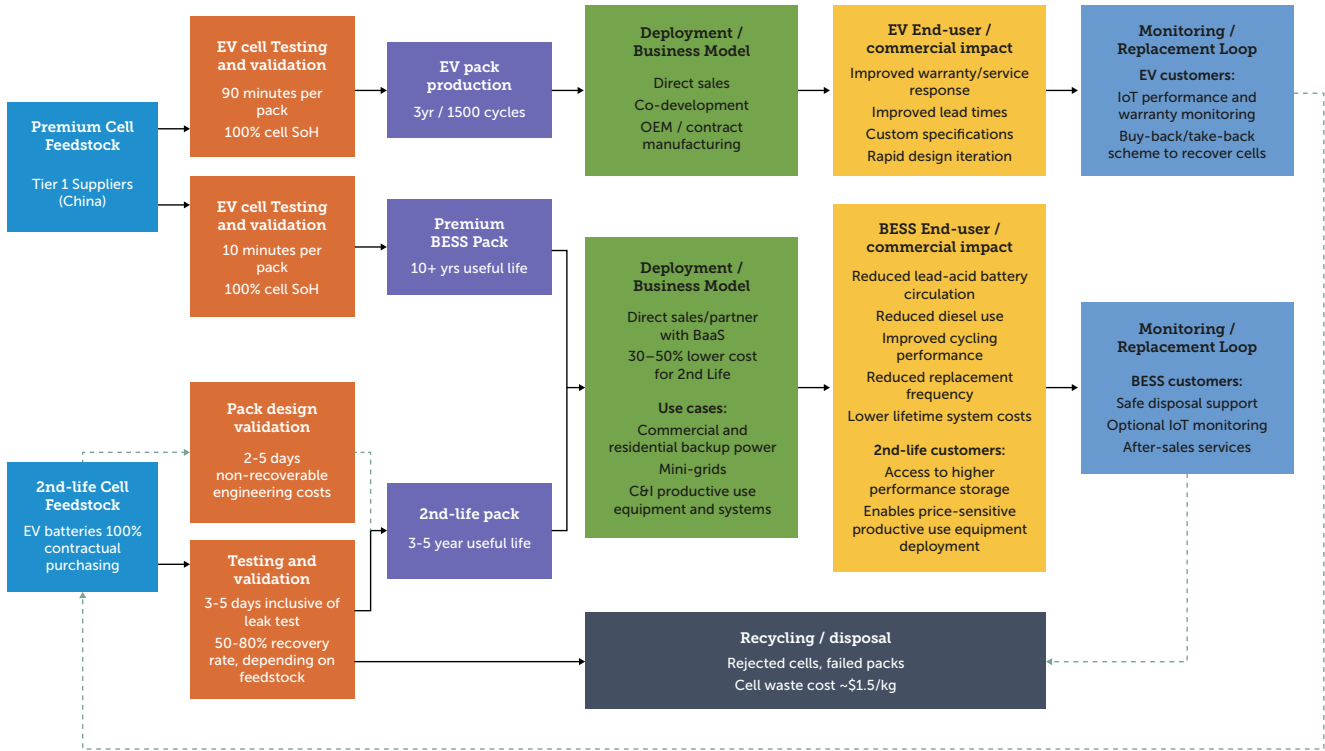 Premium Cell
Feedstock
Tier 1 Suppliers
(China)
EV cell Testing
and validation
90 minutes per
pack
100% cell SoH
EV pack
production
3yr / 1500 cycles
Deployment /
Business Model
Direct sales
Co-development
OEM / contract
manufacturing
EV End-user /
commercial impact
Improved warranty/service
response
Improved lead times
Custom specifications
Rapid design iteration
Monitoring /
Replacement Loop
EV customers:
IoT performance and
warranty monitoring
Buy-back/take-back
scheme to recover cells
EV cell Testing
and validation
10 minutes per
pack
100% cell SoH
Premium
BESS Pack
10+ yrs useful life
Deployment /
Business Model
Direct sales/partner
with BaaS
30–50% lower cost
for 2nd Life
Use cases:
Commercial and
residential backup power
Mini-grids
C&I productive use
equipment and systems
BESS End-user /
commercial impact
Reduced lead-acid battery
circulation
Reduced diesel use
Improved cycling
performance
Reduced replacement
frequency
Lower lifetime system costs
2nd-life customers:
Access to higher
performance storage
Enables price-sensitive
productive use equipment
deployment
Monitoring /
Replacement Loop
BESS customers:
Safe disposal support
Optional IoT monitoring
After-sales services
2nd-life Cell
Feedstock
EV batteries 100%
contractual
purchasing
Pack design
validation
2-5 days
non-recoverable
engineering costs
Testing and
validation
3-5 days inclusive of
leak test
50-80% recovery
rate, depending on
feedstock
2nd-life pack
3-5 year useful life
Recycling / disposal
Rejected cells, failed packs
Cell waste cost ~$1.5/kg